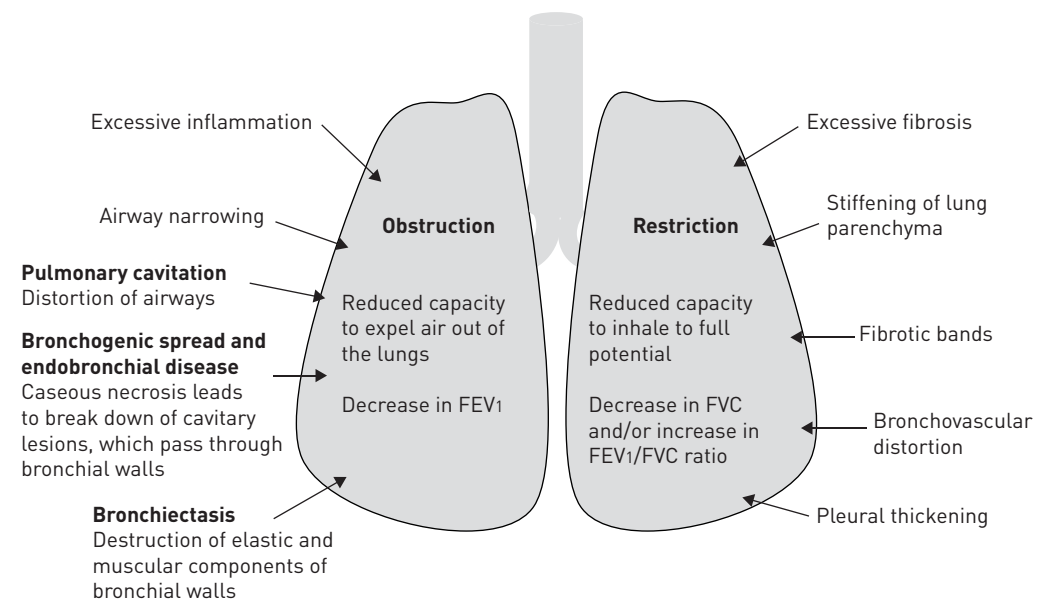 Excessive inflammation
Airway narrowing
Pulmonary cavitation
Distortion of airways
Bronchogenic spread and
endobronchial disease
Caseous necrosis leads
to break down of cavitary
lesions, which pass through
bronchial walls
Bronchiectasis
Destruction of elastic and
muscular components of
bronchial walls
Obstruction
Reduced capacity
to expel air out of
the lungs
Decrease in FEV1
Restriction
Reduced capacity
to inhale to full
potential
Decrease in FVC
and/or increase in
FEV1/FVC ratio
Excessive fibrosis
Stiffening of lung
parenchyma
Fibrotic bands
Bronchovascular
distortion
Pleural thickening